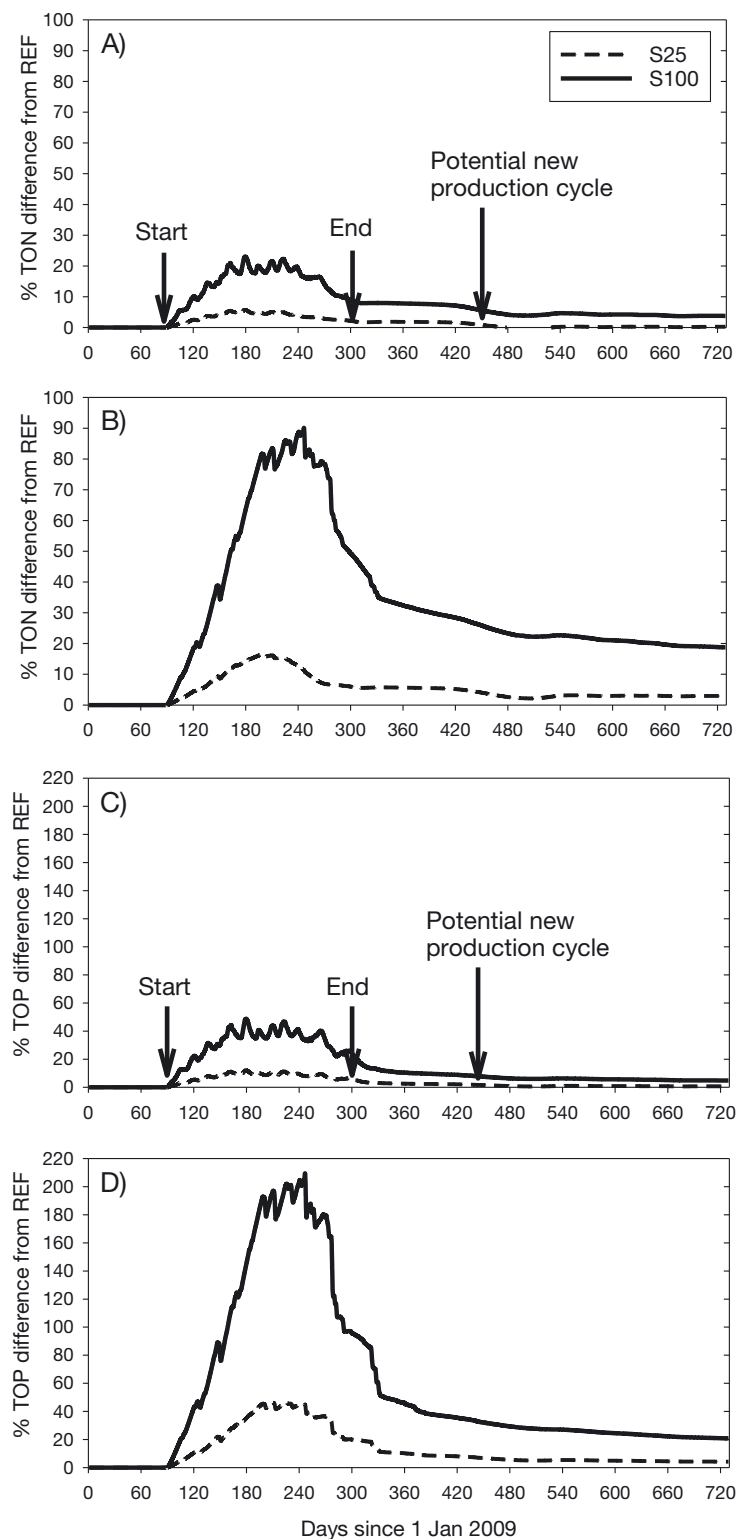 % TON difference from REF
100
90
80
70
60
50
40
30
20
10
0
A)
S25
S100
Start
End
Potential new
production cycle
0 60 120 180 240 300 360 420 480 540 600 660 720
% TON difference from REF
100
90
80
70
60
50
40
30
20
10
0
B)
0 60 120 180 240 300 360 420 480 540 600 660 720
% TOP difference from REF
220
200
180
160
140
120
100
80
60
40
20
0
C)
Start
End
Potential new
production cycle
0 60 120 180 240 300 360 420 480 540 600 660 720
% TOP difference from REF
220
200
180
160
140
120
100
80
60
40
20
0
D)
0 60 120 180 240 300 360 420 480 540 600 660 720
Days since 1 Jan 2009